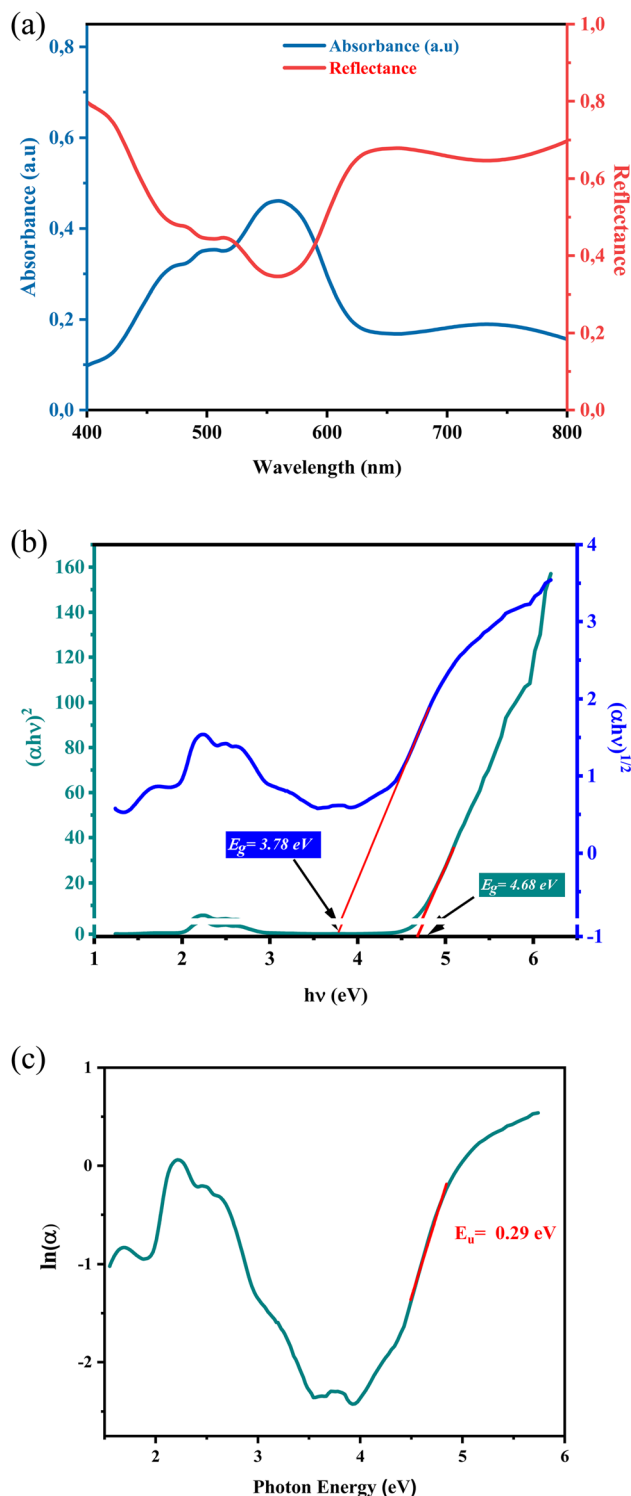 (a)
Absorbance (a.u)
Reflectance
0,8
0,6
0,4
0,2
0,0
Absorbance (a.u)
1,0
0,8
0,6
0,4
0,2
0,0
Reflectance
400 500 600 700 800
Wavelength (nm)
(b)
160
140
120
100
80
60
40
20
0
(αhν)²
4
3
2
1
0
-1
(αhν)¹/²
Eg= 3.78 eV
Eg= 4.68 eV
1 2 3 4 5 6
hν (eV)
(c)
1
0
-1
-2
ln(α)
Eu= 0.29 eV
2 3 4 5 6
Photon Energy (eV)